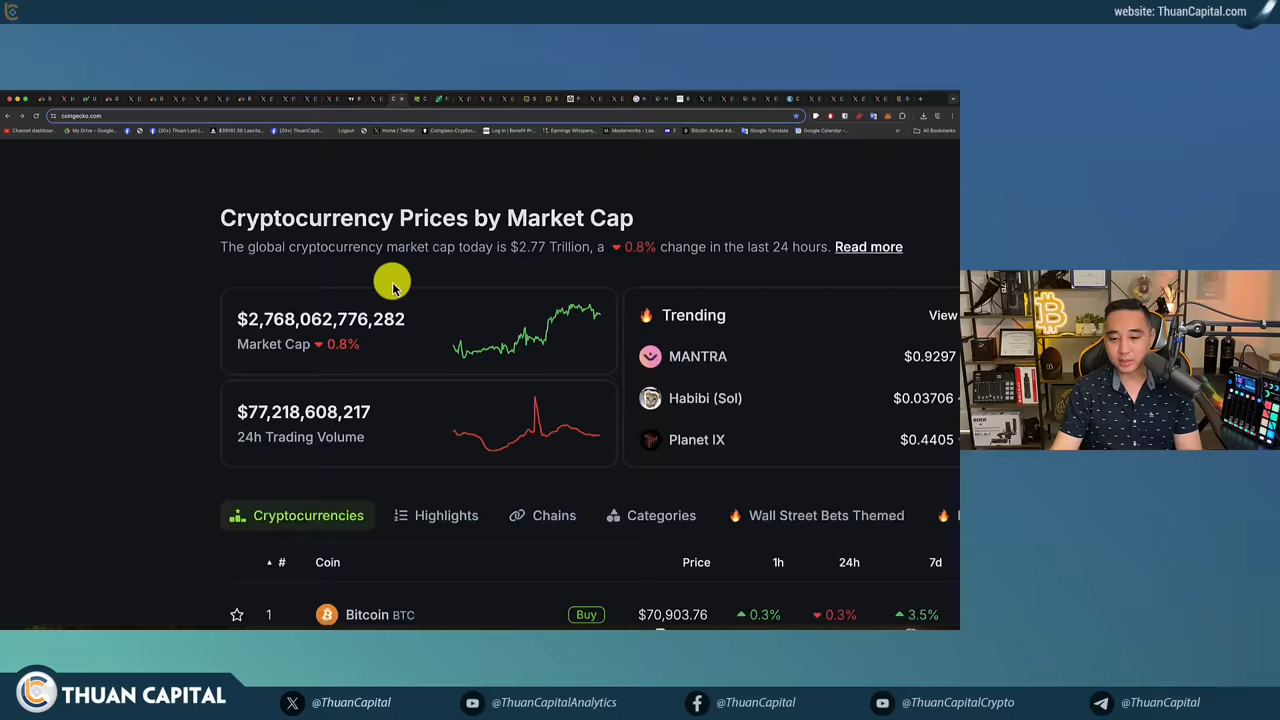 website: ThuanCapital.com
coingecko.com
Cryptocurrency Prices by Market Cap
The global cryptocurrency market cap today is $2.77 Trillion, a 0.8% change in the last 24 hours. Read more
$2,768,062,776,282
Market Cap 0.8%
$77,218,608,217
24h Trading Volume
Trending
View
MANTRA $0.9297
Habibi (Sol) $0.03706
Planet IX $0.4405
Cryptocurrencies Highlights Chains Categories Wall Street Bets Themed
# Coin Price 1h 24h 7d
1 Bitcoin BTC Buy $70,903.76 0.3% 0.3% 3.5%
THUAN CAPITAL
@ThuanCapital @ThuanCapitalAnalytics @ThuanCapital @ThuanCapitalCrypto @ThuanCapital